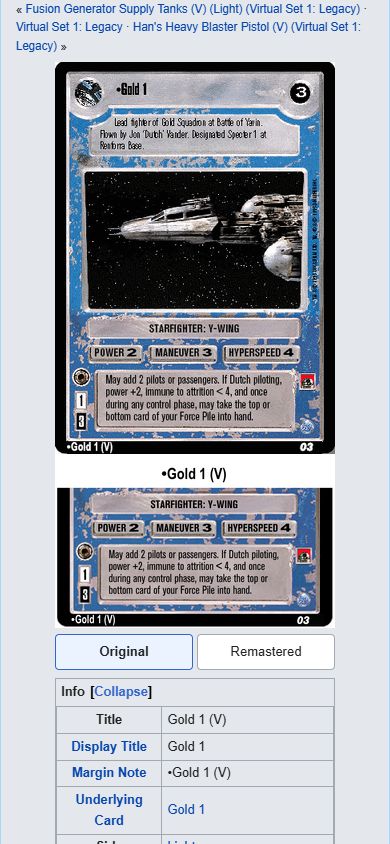 « Fusion Generator Supply Tanks (V) (Light) (Virtual Set 1: Legacy) ·
Virtual Set 1: Legacy · Han's Heavy Blaster Pistol (V) (Virtual Set 1:
Legacy) »
•Gold 1
3
Lead fighter of Gold Squadron at Battle of Yavin.
Flown by Jon 'Dutch' Vander. Designated Specter 1 at
Renforra Base.
STARFIGHTER: Y-WING
POWER 2 MANEUVER 3 HYPERSPEED 4
May add 2 pilots or passengers. If Dutch piloting,
power +2, immune to attrition < 4, and once
during any control phase, may take the top or
bottom card of your Force Pile into hand.
1
3
•Gold 1 (V)
03
•Gold 1 (V)
STARFIGHTER: Y-WING
POWER 2 MANEUVER 3 HYPERSPEED 4
May add 2 pilots or passengers. If Dutch piloting,
power +2, immune to attrition < 4, and once
during any control phase, may take the top or
bottom card of your Force Pile into hand.
1
3
•Gold 1 (V)
03
Original Remastered
Info [Collapse]
Title Gold 1 (V)
Display Title Gold 1
Margin Note •Gold 1 (V)
Underlying
Card Gold 1